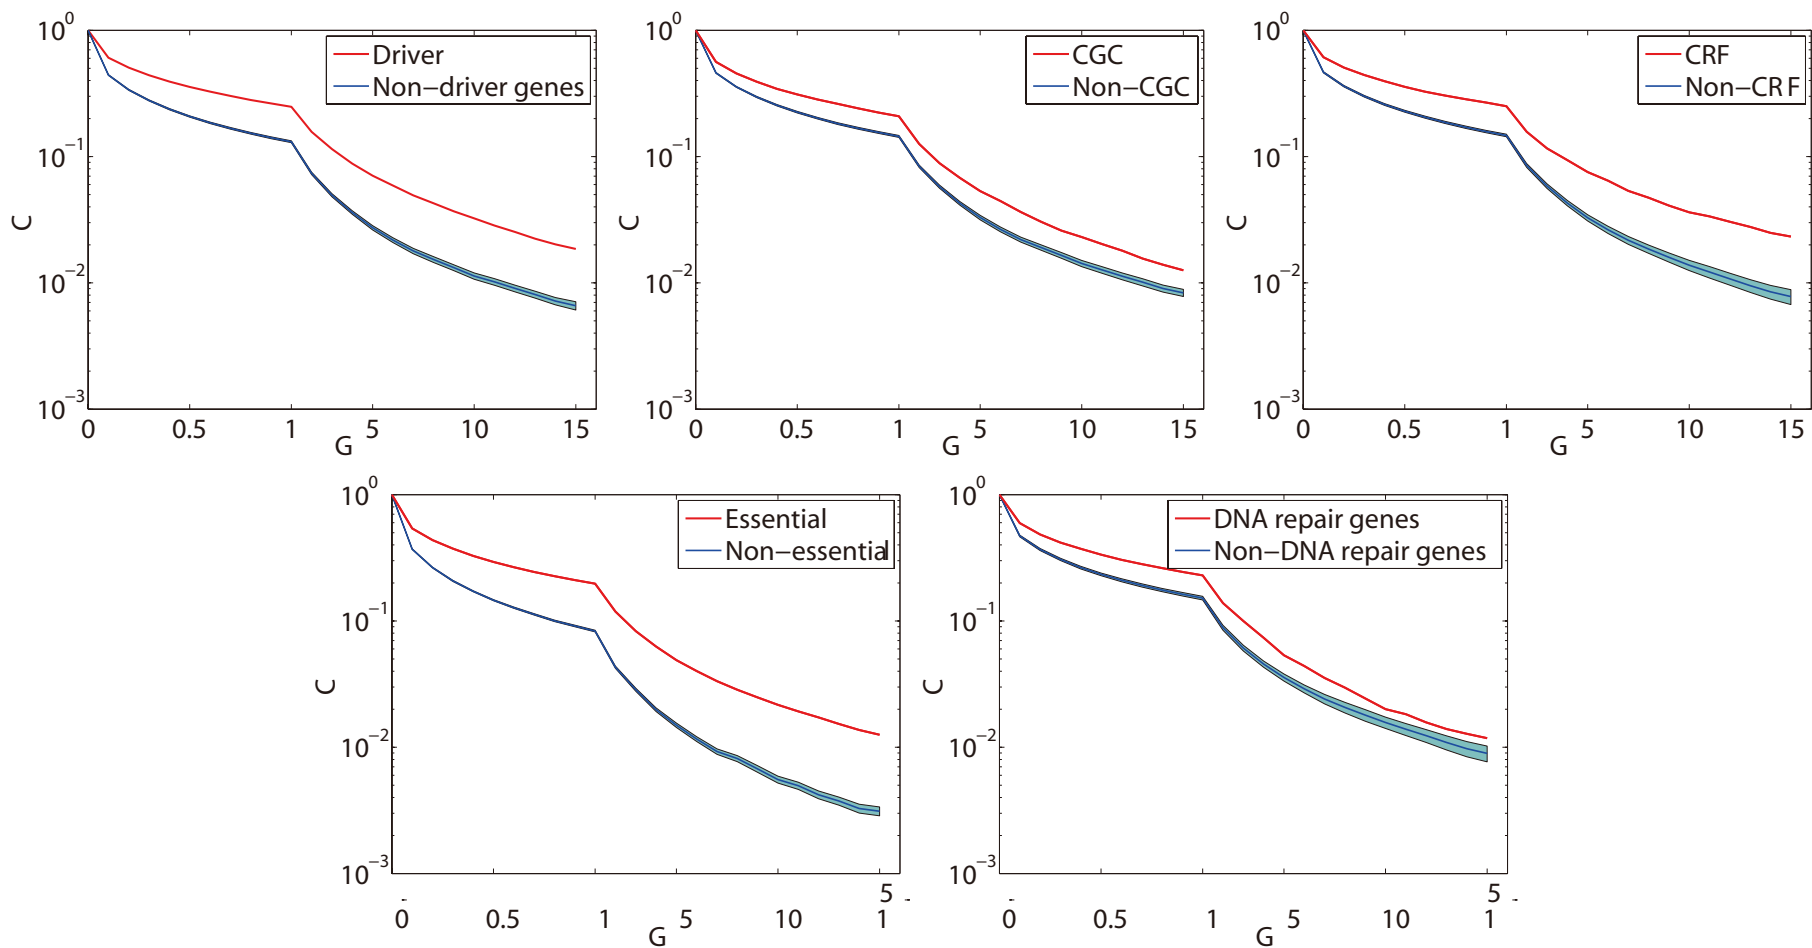 10^0
10^-1
10^-2
10^-3
C
0 0.5 1 5 10 15
G
Driver
Non-driver genes
10^0
10^-1
10^-2
10^-3
C
0 0.5 1 5 10 15
G
CGC
Non-CGC
10^0
10^-1
10^-2
10^-3
C
0 0.5 1 5 10 15
G
CRF
Non-CR F
10^0
10^-1
10^-2
10^-3
C
5
0 0.5 1 5 10 1
G
Essential
Non-essential
10^0
10^-1
10^-2
10^-3
C
5
0 0.5 1 5 10 1
G
DNA repair genes
Non-DNA repair genes